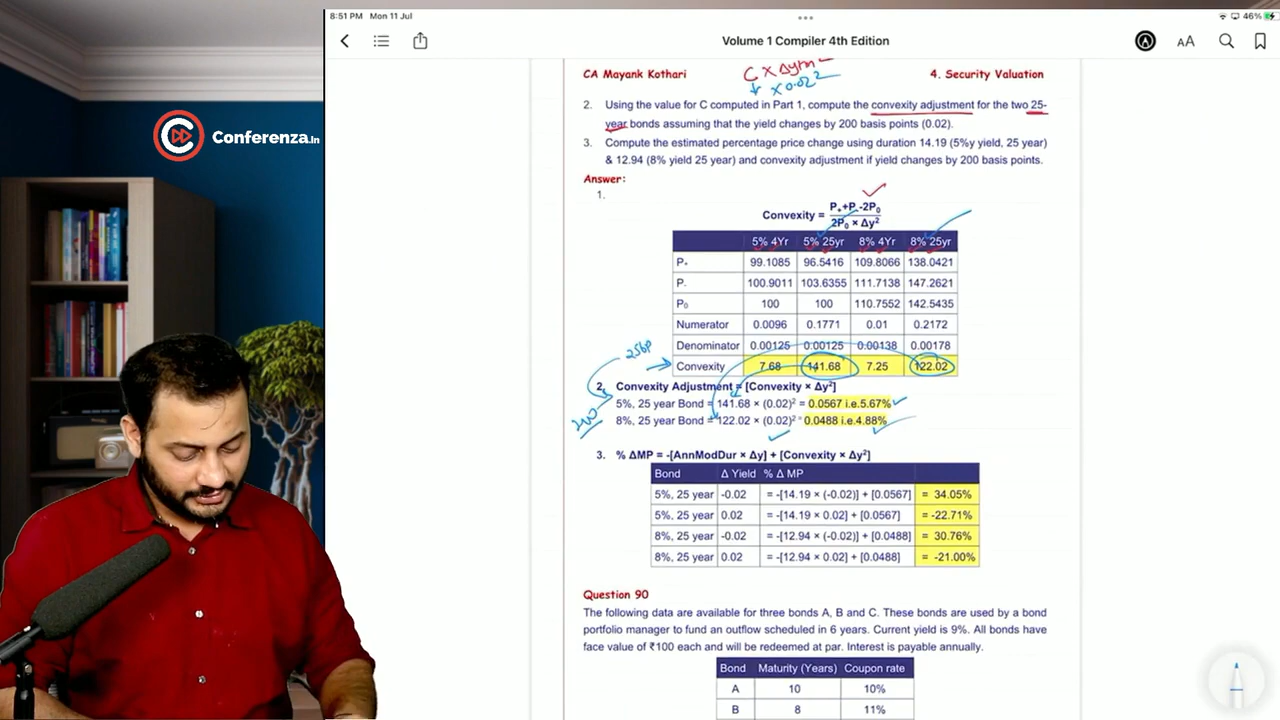 8:51 PM Mon 11 Jul
46%
Volume 1 Compiler 4th Edition
AA
Conferenza.in
CA Mayank Kothari
4. Security Valuation
C × Δytm²
× 0.02²
2. Using the value for C computed in Part 1, compute the convexity adjustment for the two 25-
year bonds assuming that the yield changes by 200 basis points (0.02).
3. Compute the estimated percentage price change using duration 14.19 (5%y yield, 25 year)
& 12.94 (8% yield 25 year) and convexity adjustment if yield changes by 200 basis points.
Answer:
1.
Convexity = P₊+P₋-2P₀
2P₀ × Δy²
5% 4Yr 5% 25yr 8% 4Yr 8% 25yr
P₊ 99.1085 96.5416 109.8066 138.0421
P₋ 100.9011 103.6355 111.7138 147.2621
P₀ 100 100 110.7552 142.5435
Numerator 0.0096 0.1771 0.01 0.2172
Denominator 0.00125 0.00125 0.00138 0.00178
25bp
Convexity 7.68 141.68 7.25 122.02
2. Convexity Adjustment = [Convexity × Δy²]
5%, 25 year Bond = 141.68 × (0.02)² = 0.0567 i.e.5.67%
200
8%, 25 year Bond = 122.02 × (0.02)² = 0.0488 i.e.4.88%
3. % ΔMP = -[AnnModDur × Δy] + [Convexity × Δy²]
Bond Δ Yield % Δ MP
5%, 25 year -0.02 = -[14.19 × (-0.02)] + [0.0567] = 34.05%
5%, 25 year 0.02 = -[14.19 × 0.02] + [0.0567] = -22.71%
8%, 25 year -0.02 = -[12.94 × (-0.02)] + [0.0488] = 30.76%
8%, 25 year 0.02 = -[12.94 × 0.02] + [0.0488] = -21.00%
Question 90
The following data are available for three bonds A, B and C. These bonds are used by a bond
portfolio manager to fund an outflow scheduled in 6 years. Current yield is 9%. All bonds have
face value of ₹100 each and will be redeemed at par. Interest is payable annually.
Bond Maturity (Years) Coupon rate
A 10 10%
B 8 11%